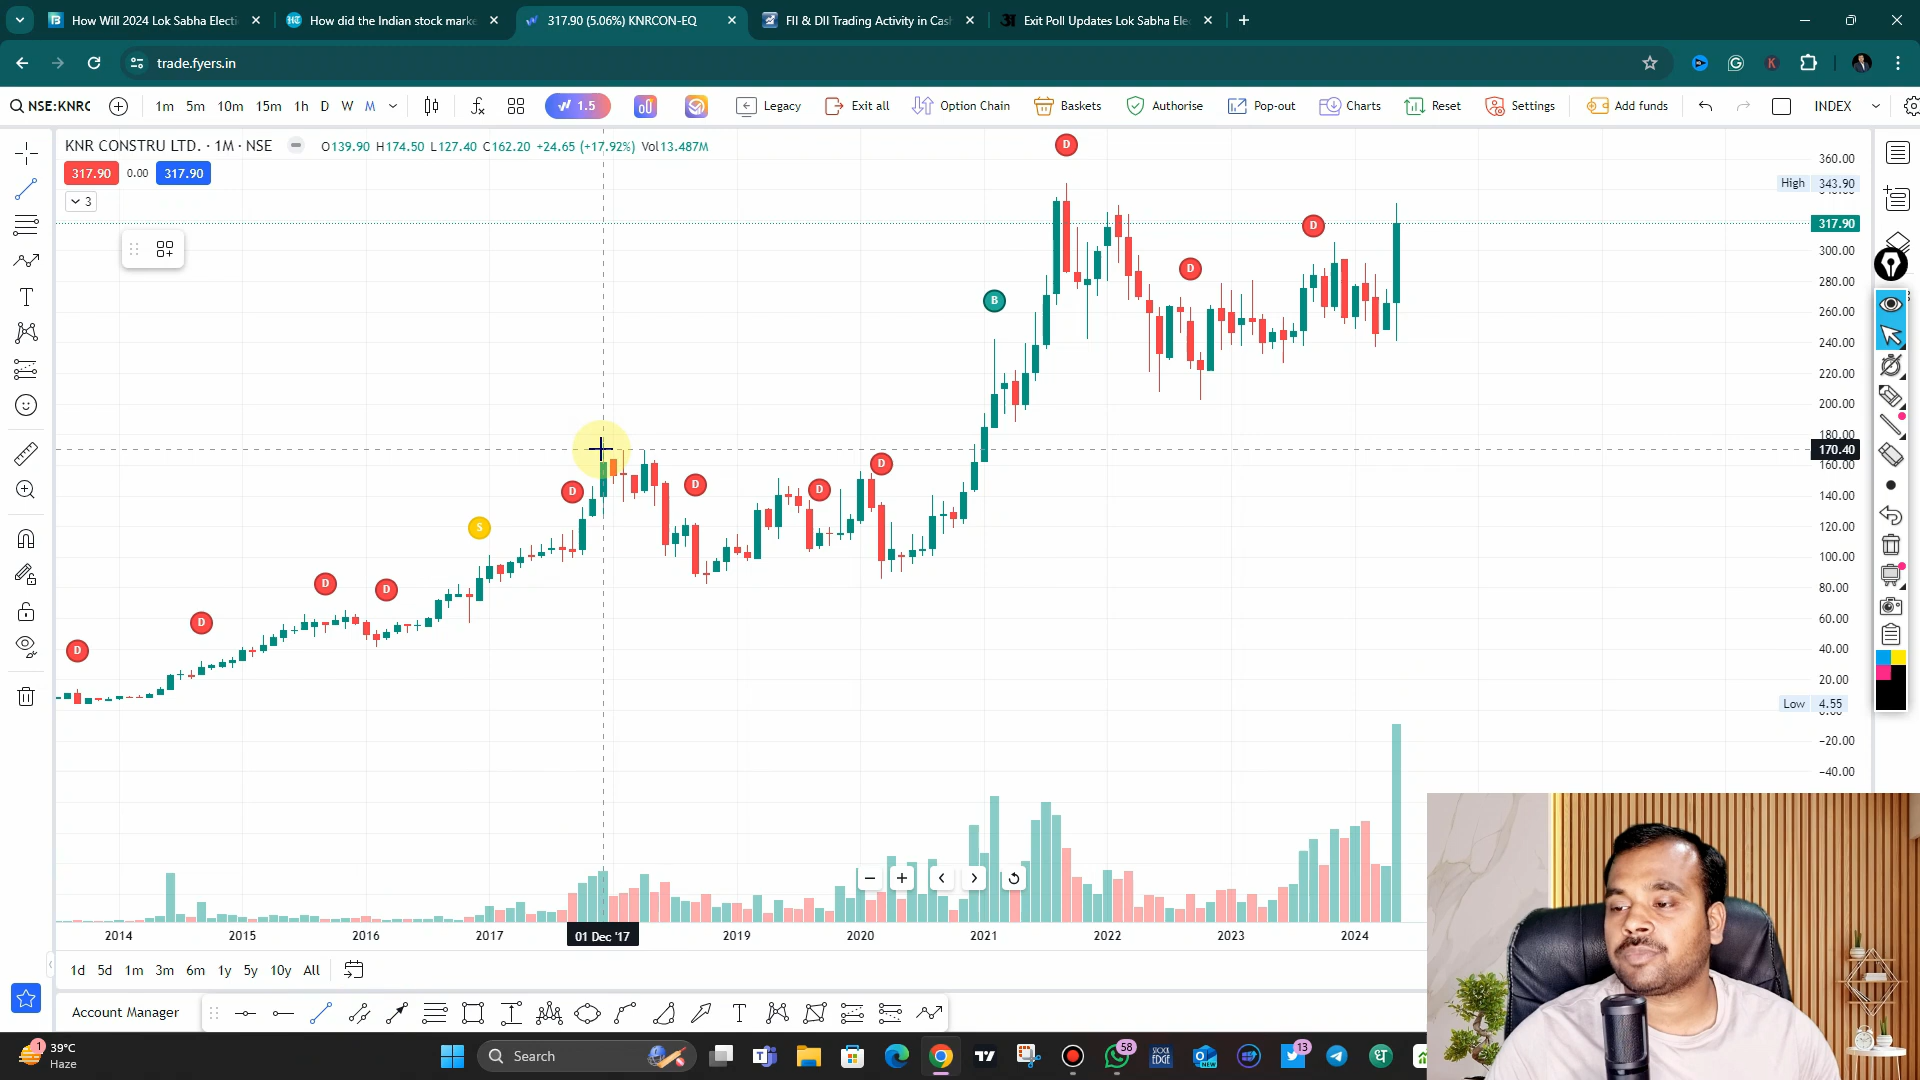 How Will 2024 Lok Sabha Electi
How did the Indian stock marke
317.90 (5.06%) KNRCON-EQ
FII & DII Trading Activity in Cas
Exit Poll Updates Lok Sabha Ele
trade.fyers.in
K
NSE:KNRC
1m 5m 10m 15m 1h D W M
1.5
Legacy
Exit all
Option Chain
Baskets
Authorise
Pop-out
Charts
Reset
Settings
Add funds
INDEX
KNR CONSTRU LTD. · 1M · NSE
O139.90 H174.50 L127.40 C162.20 +24.65 (+17.92%) Vol13.487M
317.90 0.00 317.90
3
D
D
D
D
S
D
D
D
D
B
D
D
D
360.00
High 343.90
317.90
300.00
280.00
260.00
240.00
220.00
200.00
180.00
170.40
160.00
140.00
120.00
100.00
80.00
60.00
40.00
20.00
Low 4.55
−20.00
−40.00
2014 2015 2016 2017 01 Dec '17 2019 2020 2021 2022 2023 2024
1d 5d 1m 3m 6m 1y 5y 10y All
Account Manager
39°C
Haze
1
Search
58
STOCK EDGE
NEW
13